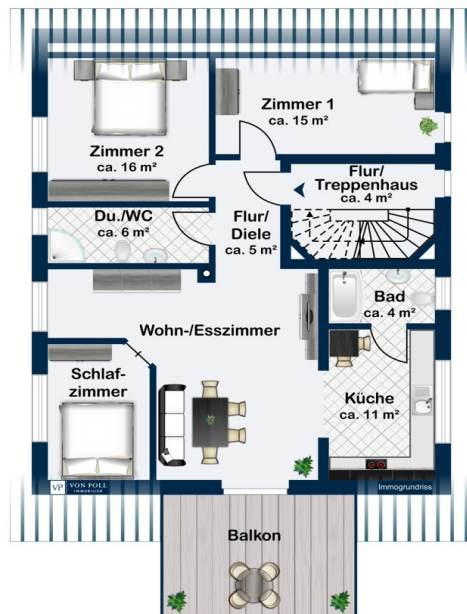 Zimmer 1
ca. 15 m²
Zimmer 2
ca. 16 m²
Flur/
Treppenhaus
ca. 4 m²
Du./WC
ca. 6 m²
Flur/
Diele
ca. 5 m²
Bad
ca. 4 m²
Wohn-/Esszimmer
Schlaf-
zimmer
Küche
ca. 11 m²
VP VON POLL
IMMOBILIEN
Immogrundriss
Balkon